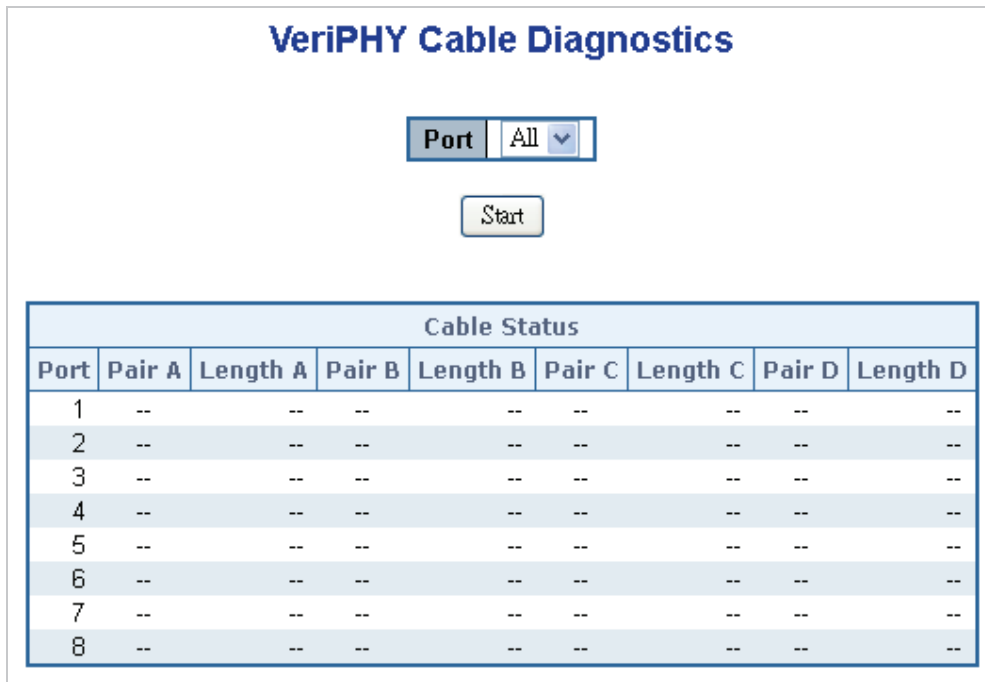 VeriPHY Cable Diagnostics
Port All
Start
Cable Status
Port Pair A Length A Pair B Length B Pair C Length C Pair D Length D
1 -- -- -- -- -- -- -- --
2 -- -- -- -- -- -- -- --
3 -- -- -- -- -- -- -- --
4 -- -- -- -- -- -- -- --
5 -- -- -- -- -- -- -- --
6 -- -- -- -- -- -- -- --
7 -- -- -- -- -- -- -- --
8 -- -- -- -- -- -- -- --